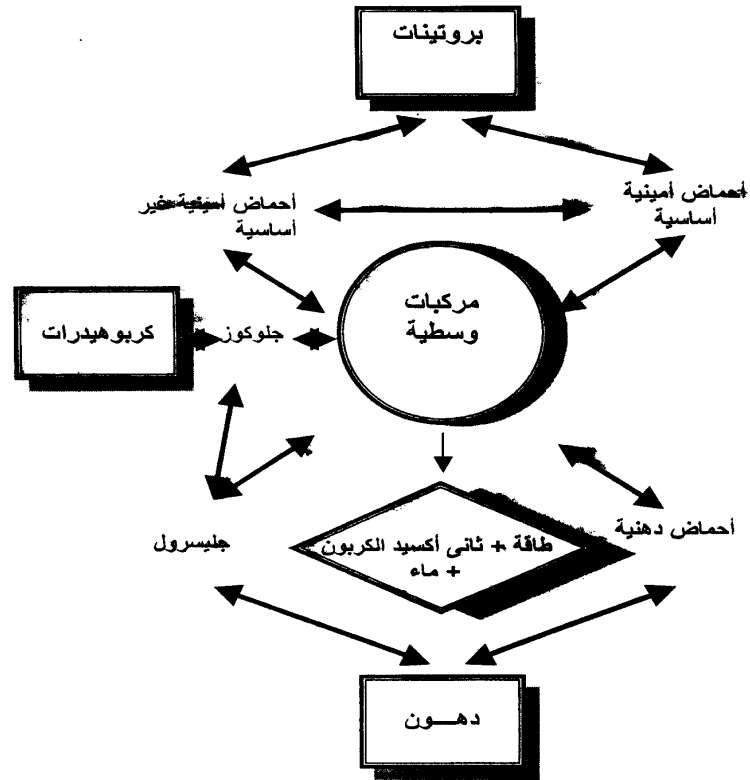 بروتينات
أحماض أمينية
أساسية
أحماض أمينية غير
أساسية
مركبات
وسطية
جلوكوز
كربوهيدرات
أحماض دهنية
طاقة + ثانى أكسيد الكربون
+ ماء
جليسرول
دهـــون